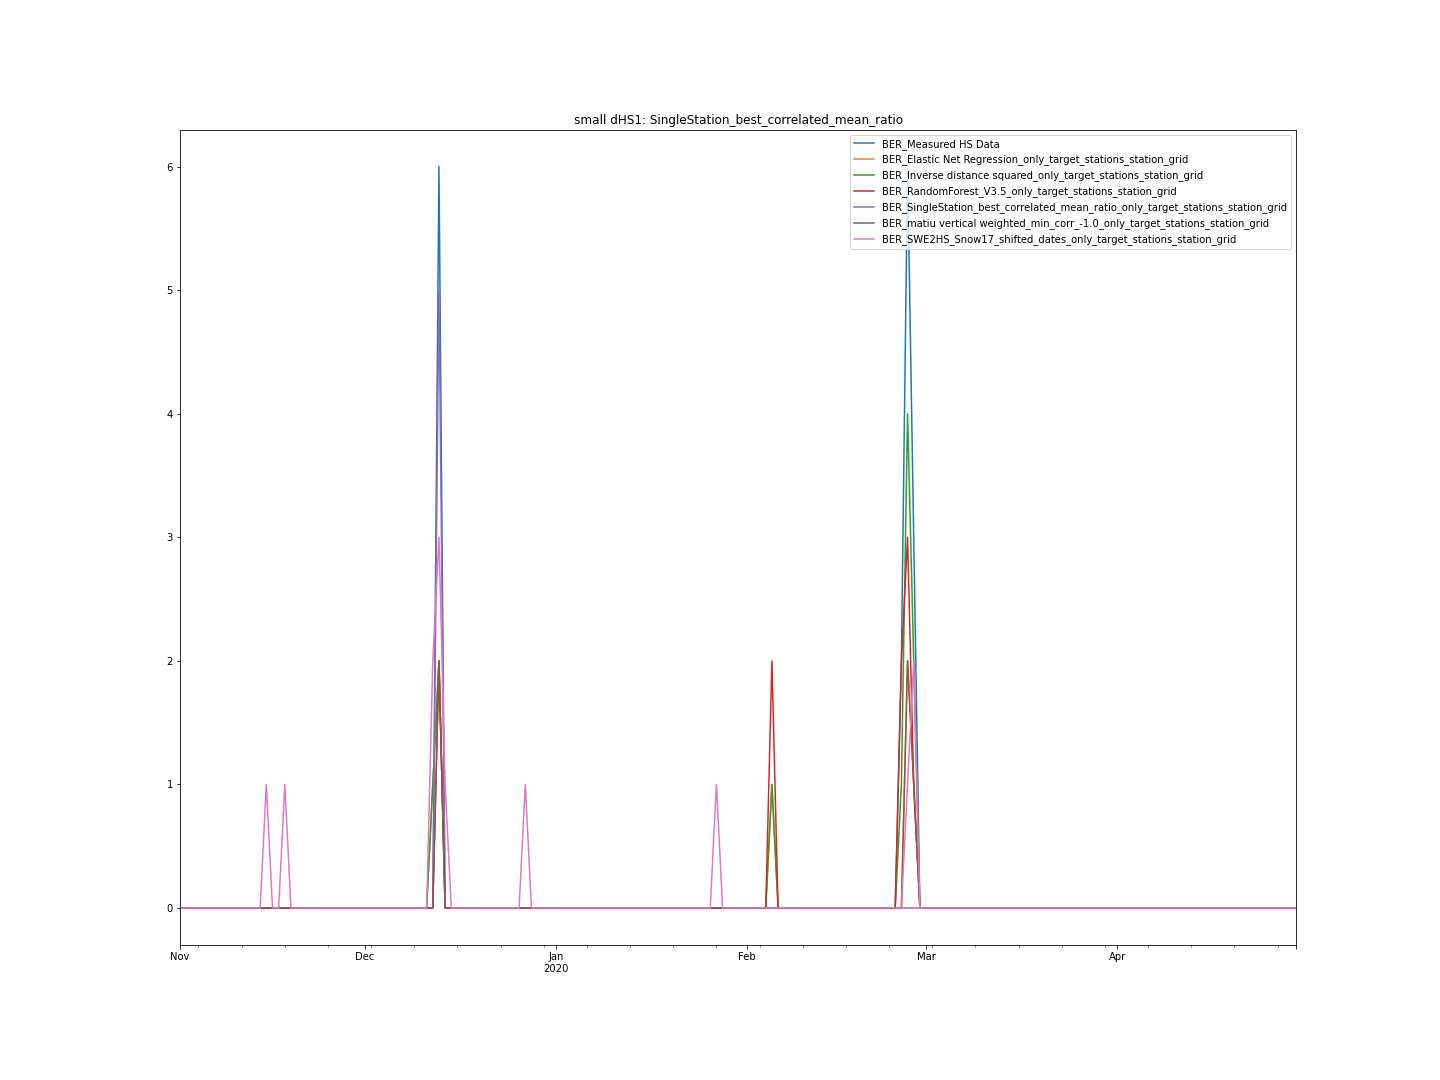 small dHS1: SingleStation_best_correlated_mean_ratio
BER_Measured HS Data
BER_Elastic Net Regression_only_target_stations_station_grid
BER_Inverse distance squared_only_target_stations_station_grid
BER_RandomForest_V3.5_only_target_stations_station_grid
BER_SingleStation_best_correlated_mean_ratio_only_target_stations_station_grid
BER_matiu vertical weighted_min_corr_-1.0_only_target_stations_station_grid
BER_SWE2HS_Snow17_shifted_dates_only_target_stations_station_grid
6
5
4
3
2
1
0
Nov Dec Jan Feb Mar Apr
2020